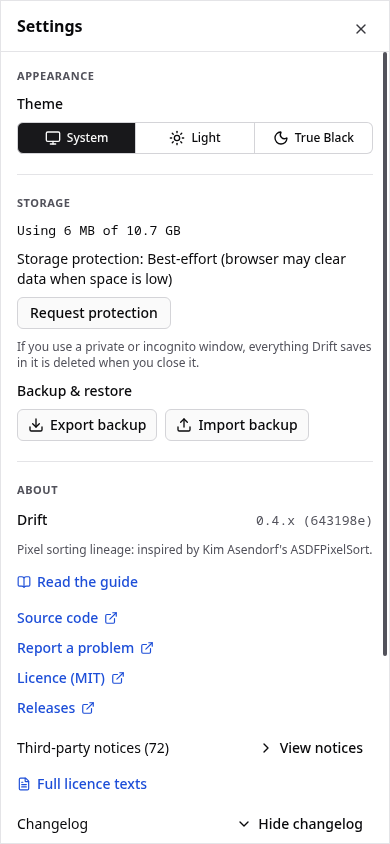 Settings
APPEARANCE
Theme
System
Light
True Black
STORAGE
Using 6 MB of 10.7 GB
Storage protection: Best-effort (browser may clear
data when space is low)
Request protection
If you use a private or incognito window, everything Drift saves
in it is deleted when you close it.
Backup & restore
Export backup
Import backup
ABOUT
Drift
0.4.x (643198e)
Pixel sorting lineage: inspired by Kim Asendorf's ASDFPixelSort.
Read the guide
Source code
Report a problem
Licence (MIT)
Releases
Third-party notices (72)
View notices
Full licence texts
Changelog
Hide changelog